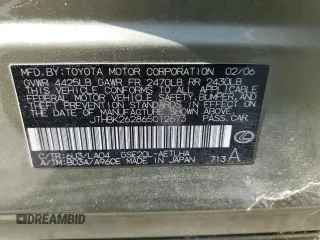 MFD. BY: TOYOTA MOTOR CORPORATION 02/06
GVWR 4425LB GAWR FR 2470LB RR 2430LB
THIS VEHICLE CONFORMS TO ALL APPLICABLE
FEDERAL MOTOR VEHICLE SAFETY, BUMPER, AND
THEFT PREVENTION STANDARDS IN EFFECT ON
THE DATE OF MANUFACTURE SHOWN ABOVE.
JTHBK262865012673 PASS. CAR
C/TR: 6U3/LA04 GSE20L-AETLHA
A/TM: B03A/A960E MADE IN JAPAN 713 A
© DREAMBID DREAMBID.COM